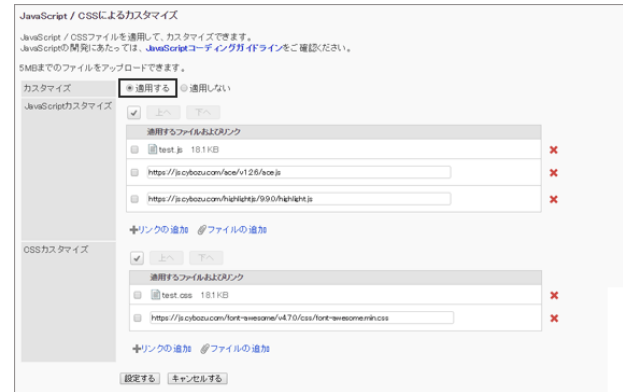 JavaScript / CSSによるカスタマイズ
JavaScript / CSSファイルを適用して、カスタマイズできます。
JavaScriptの開発にあたっては、JavaScriptコーディングガイドラインをご確認ください。
5MBまでのファイルをアップロードできます。
カスタマイズ 適用する 適用しない
JavaScriptカスタマイズ
上へ 下へ
適用するファイルおよびリンク
test.js 18.1KB
https://js.cybozu.com/ace/v1.2.6/ace.js
https://js.cybozu.com/highlightjs/9.9.0/highlight.js
リンクの追加 ファイルの追加
CSSカスタマイズ
上へ 下へ
適用するファイルおよびリンク
test.css 18.1KB
https://js.cybozu.com/font-awesome/v4.7.0/css/font-awesome.min.css
リンクの追加 ファイルの追加
設定する キャンセルする